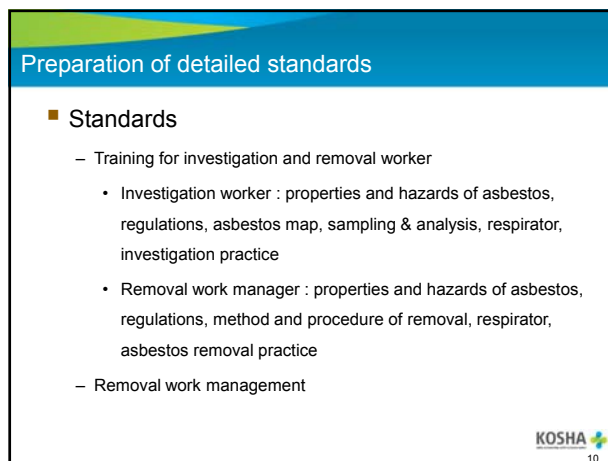 Preparation of detailed standards
■ Standards
– Training for investigation and removal worker
• Investigation worker : properties and hazards of asbestos,
regulations, asbestos map, sampling & analysis, respirator,
investigation practice
• Removal work manager : properties and hazards of asbestos,
regulations, method and procedure of removal, respirator,
asbestos removal practice
– Removal work management
KOSHA
10